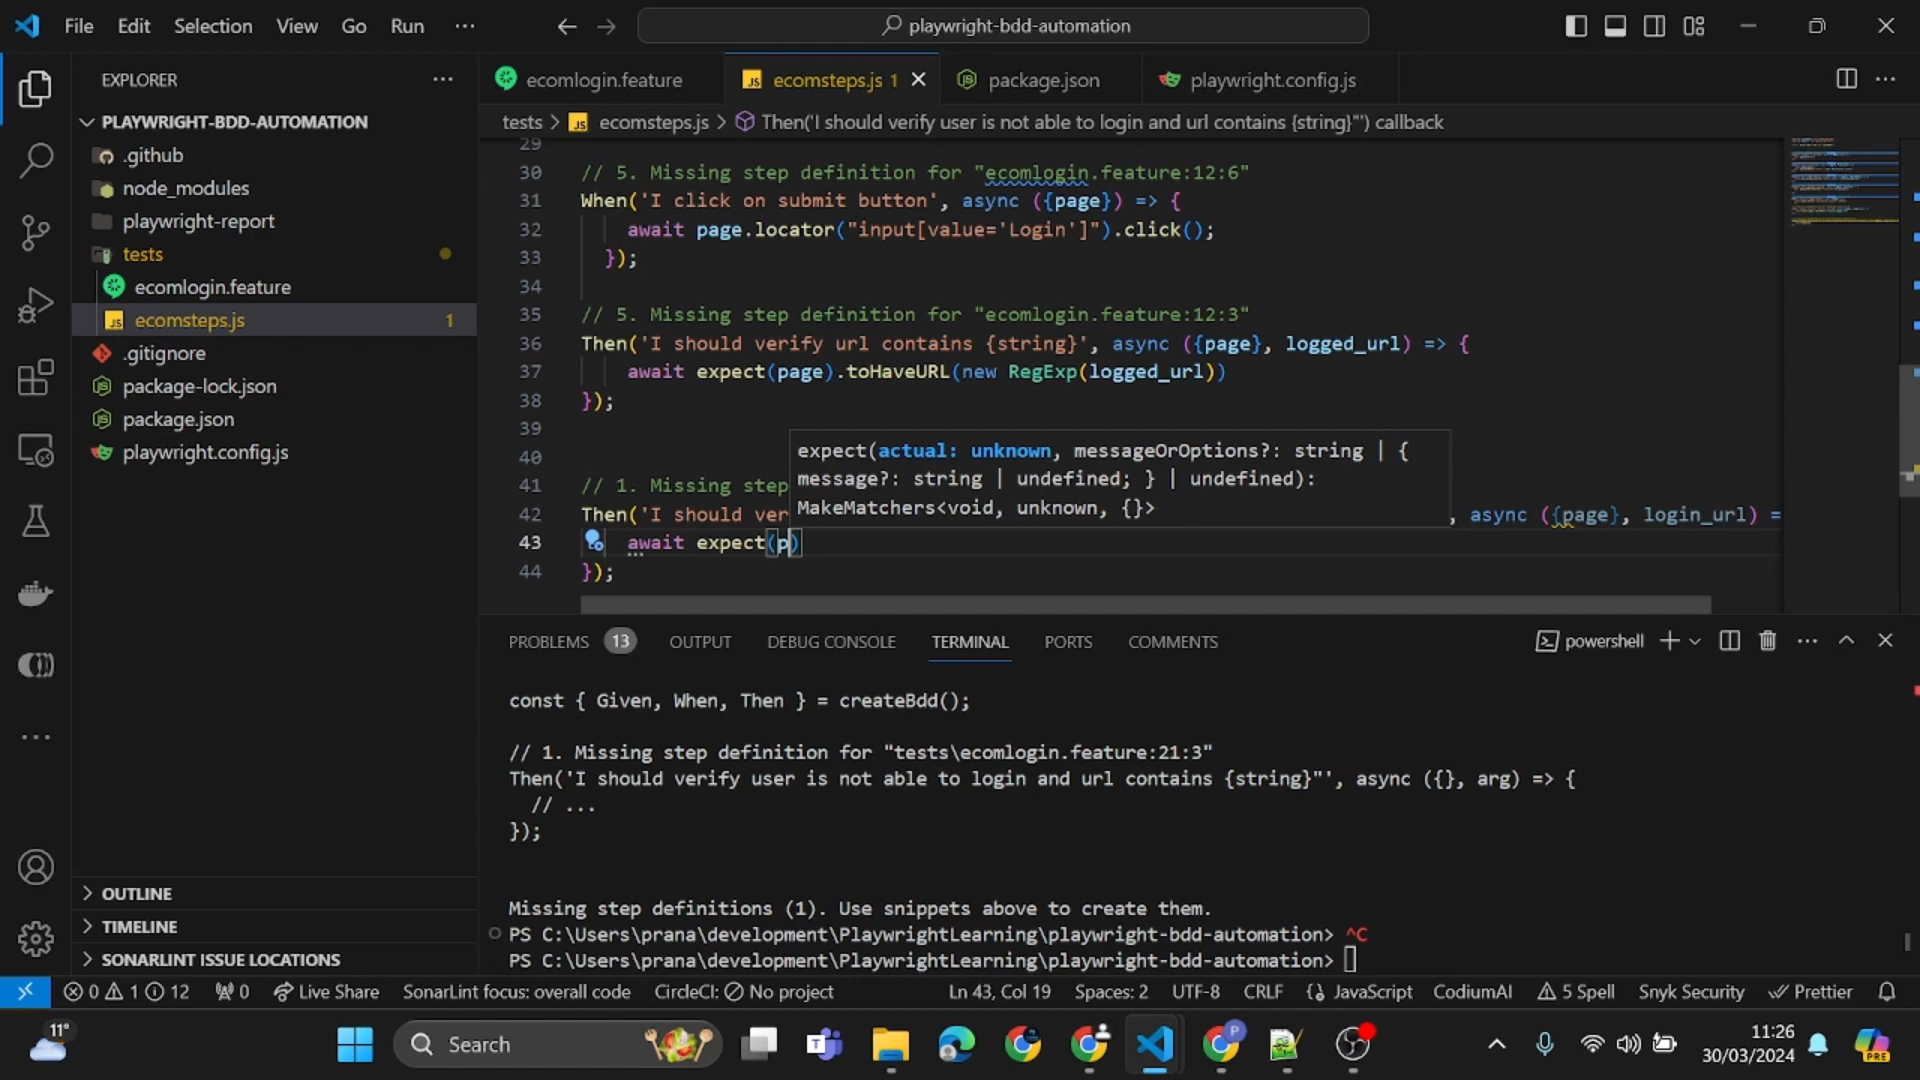 File Edit Selection View Go Run ···
playwright-bdd-automation
EXPLORER
PLAYWRIGHT-BDD-AUTOMATION
.github
node_modules
playwright-report
tests
ecomlogin.feature
ecomsteps.js 1
.gitignore
package-lock.json
package.json
playwright.config.js
OUTLINE
TIMELINE
SONARLINT ISSUE LOCATIONS
ecomlogin.feature
ecomsteps.js 1
package.json
playwright.config.js
tests > ecomsteps.js > Then('I should verify user is not able to login and url contains {string}"') callback
29
30 // 5. Missing step definition for "ecomlogin.feature:12:6"
31 When('I click on submit button', async ({page}) => {
32 await page.locator("input[value='Login']").click();
33 });
34
35 // 5. Missing step definition for "ecomlogin.feature:12:3"
36 Then('I should verify url contains {string}', async ({page}, logged_url) => {
37 await expect(page).toHaveURL(new RegExp(logged_url))
38 });
39
40
41 // 1. Missing step
42 Then('I should ver , async ({page}, login_url) =
43 await expect(p)
44 });
expect(actual: unknown, messageOrOptions?: string | {
message?: string | undefined; } | undefined):
MakeMatchers<void, unknown, {}>
PROBLEMS 13 OUTPUT DEBUG CONSOLE TERMINAL PORTS COMMENTS
powershell
const { Given, When, Then } = createBdd();
// 1. Missing step definition for "tests\ecomlogin.feature:21:3"
Then('I should verify user is not able to login and url contains {string}"', async ({}, arg) => {
// ...
});
Missing step definitions (1). Use snippets above to create them.
PS C:\Users\prana\development\PlaywrightLearning\playwright-bdd-automation> ^C
PS C:\Users\prana\development\PlaywrightLearning\playwright-bdd-automation>
0 1 12 0 Live Share SonarLint focus: overall code CircleCI: No project Ln 43, Col 19 Spaces: 2 UTF-8 CRLF JavaScript CodiumAI 5 Spell Snyk Security Prettier
11°
Search
11:26
30/03/2024
PRE